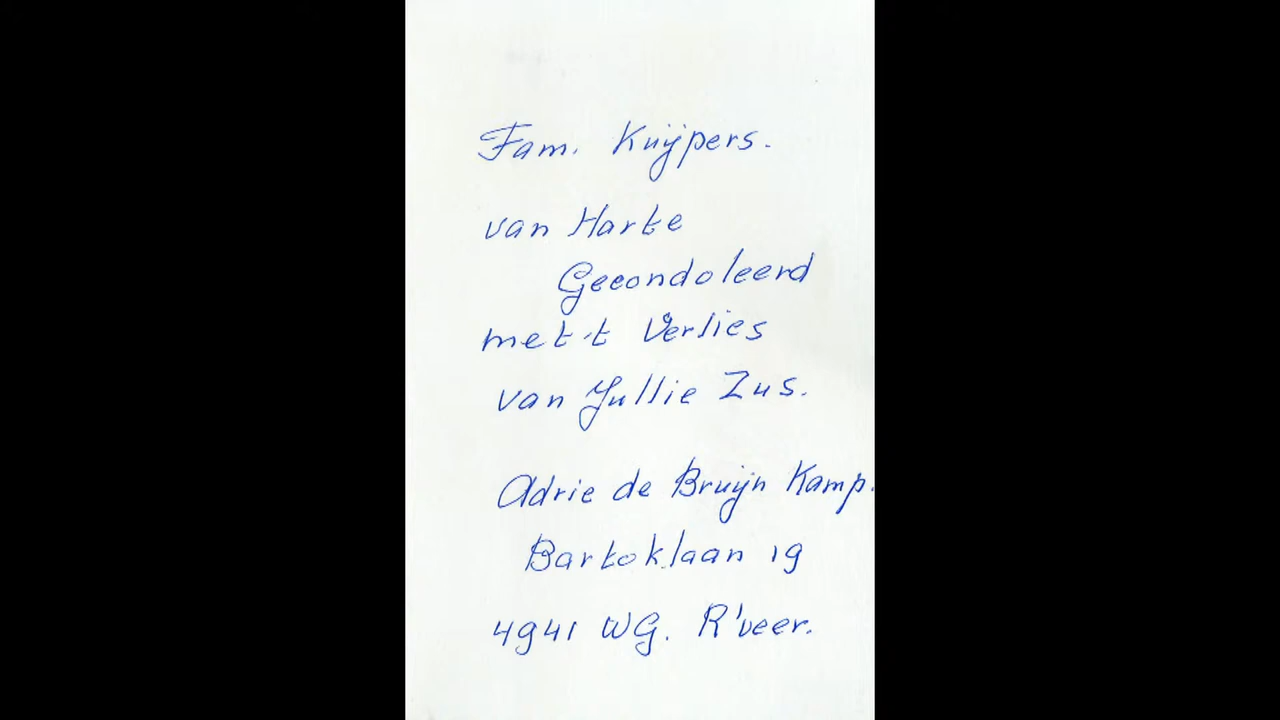 Fam. Kuijpers.
van Harte
Gecondoleerd
met 't Verlies
van Jullie Zus.
Adrie de Bruijn Kamp.
Bartoklaan 19
4941 WG. R'veer.